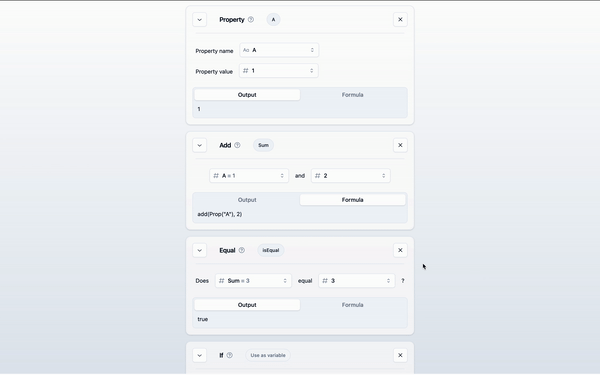 Property A
Property name Aa A
Property value # 1
Output Formula
1
Add Sum
# A = 1 and # 2
Output Formula
add(Prop("A"), 2)
Equal isEqual
Does # Sum = 3 equal # 3 ?
Output Formula
true
If Use as variable